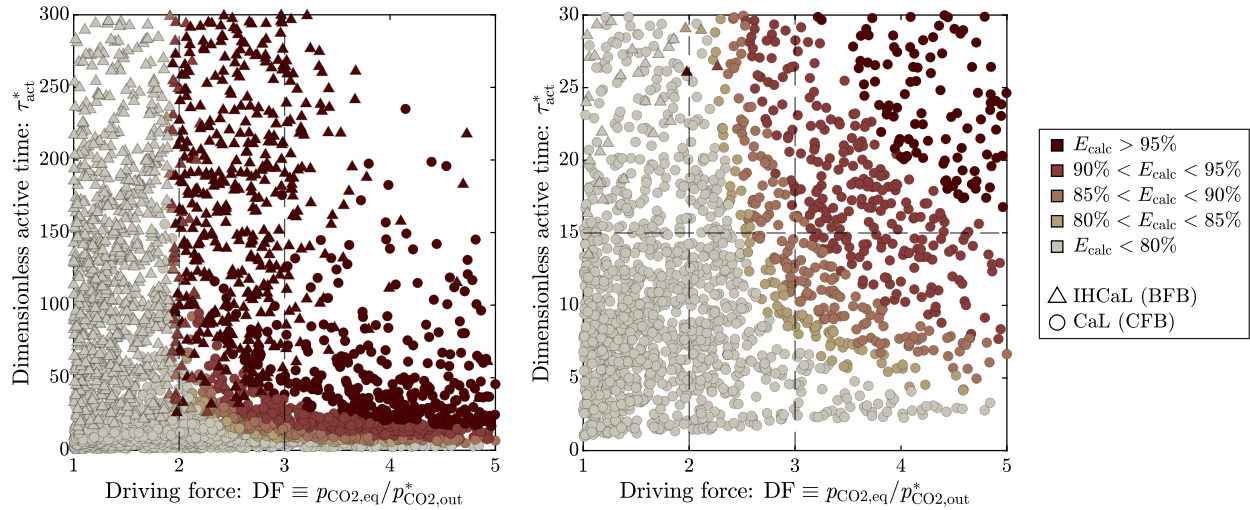 Dimensionless active time: τ*act
300
250
200
150
100
50
0
1 2 3 4 5
Driving force: DF ≡ pCO2,eq/p*CO2,out
Dimensionless active time: τ*act
30
25
20
15
10
5
0
1 2 3 4 5
Driving force: DF ≡ pCO2,eq/p*CO2,out
Ecalc > 95%
90% < Ecalc < 95%
85% < Ecalc < 90%
80% < Ecalc < 85%
Ecalc < 80%
IHCaL (BFB)
CaL (CFB)